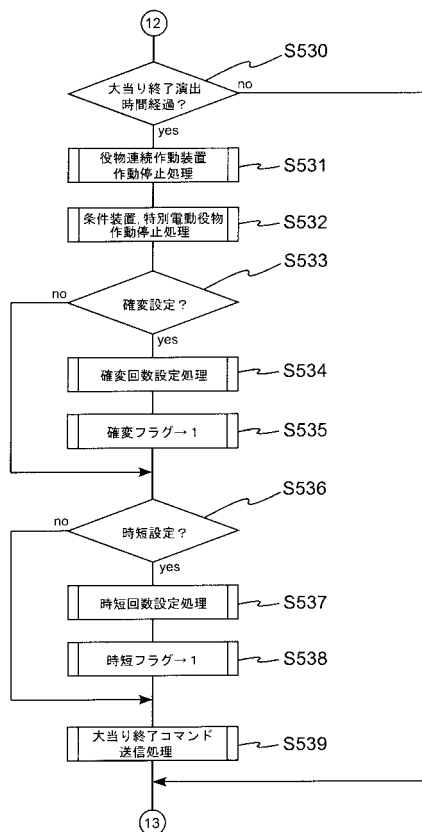 12
大当り終了演出
時間経過？
S530
no
yes
役物連続作動装置
作動停止処理
S531
条件装置,特別電動役物
作動停止処理
S532
確変設定？
S533
no
yes
確変回数設定処理
S534
確変フラグ→１
S535
時短設定？
S536
no
yes
時短回数設定処理
S537
時短フラグ→１
S538
大当り終了コマンド
送信処理
S539
13